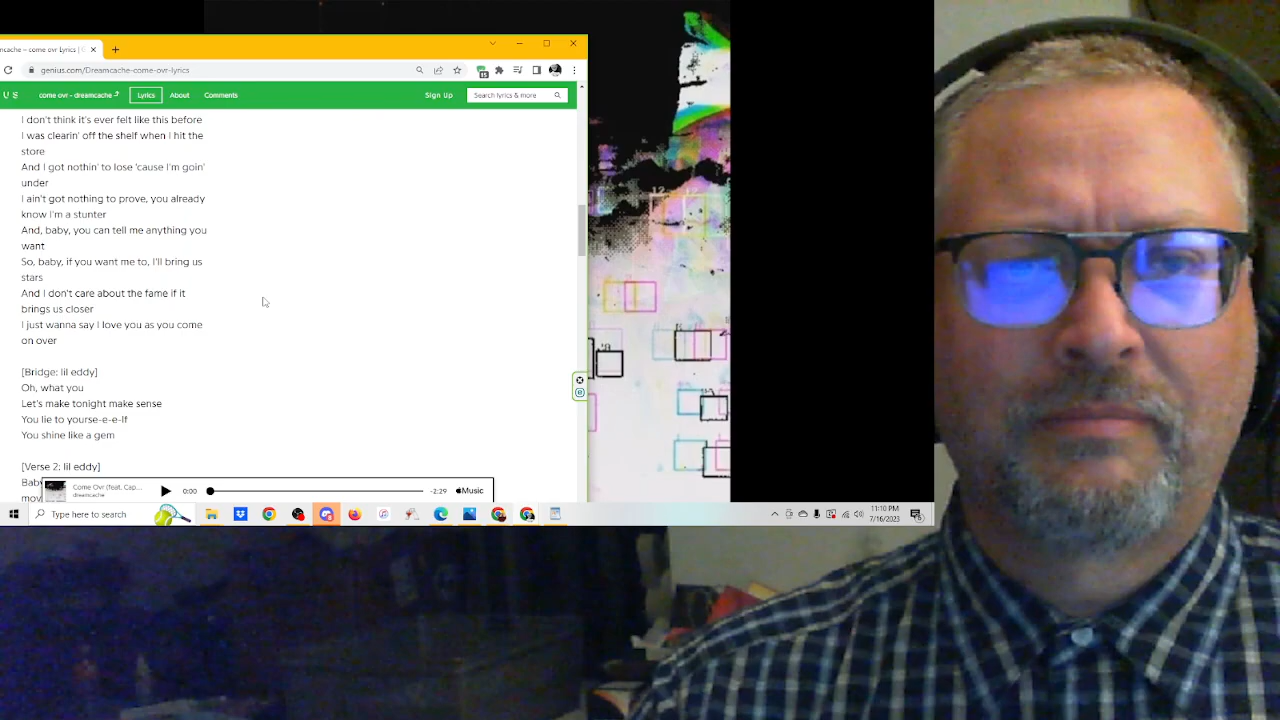 mcache – come ovr Lyrics |
genius.com/Dreamcache-come-ovr-lyrics
U S come ovr - dreamcache Lyrics About Comments Sign Up Search lyrics & more
I don't think it's ever felt like this before
I was clearin' off the shelf when I hit the
store
And I got nothin' to lose 'cause I'm goin'
under
I ain't got nothing to prove, you already
know I'm a stunter
And, baby, you can tell me anything you
want
So, baby, if you want me to, I'll bring us
stars
And I don't care about the fame if it
brings us closer
I just wanna say I love you as you come
on over
[Bridge: lil eddy]
Oh, what you
Let's make tonight make sense
You lie to yourse-e-e-lf
You shine like a gem
[Verse 2: lil eddy]
Bab
mov
Come Ovr (feat. Cap...
dreamcache
0:00 -2:29 Music
Type here to search
11:10 PM
7/16/2023